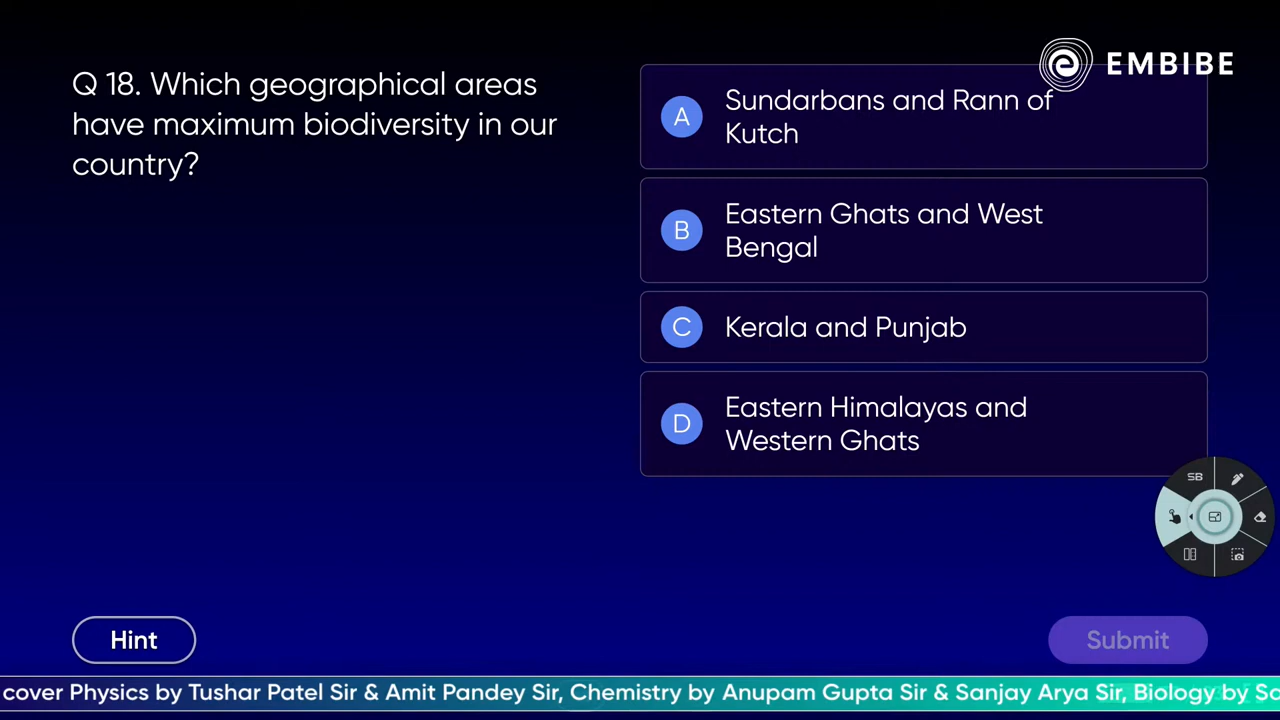 EMBIBE
Q 18. Which geographical areas
have maximum biodiversity in our
country?
A
Sundarbans and Rann of
Kutch
B
Eastern Ghats and West
Bengal
C
Kerala and Punjab
D
Eastern Himalayas and
Western Ghats
SB
Hint
Submit
cover Physics by Tushar Patel Sir & Amit Pandey Sir, Chemistry by Anupam Gupta Sir & Sanjay Arya Sir, Biology by